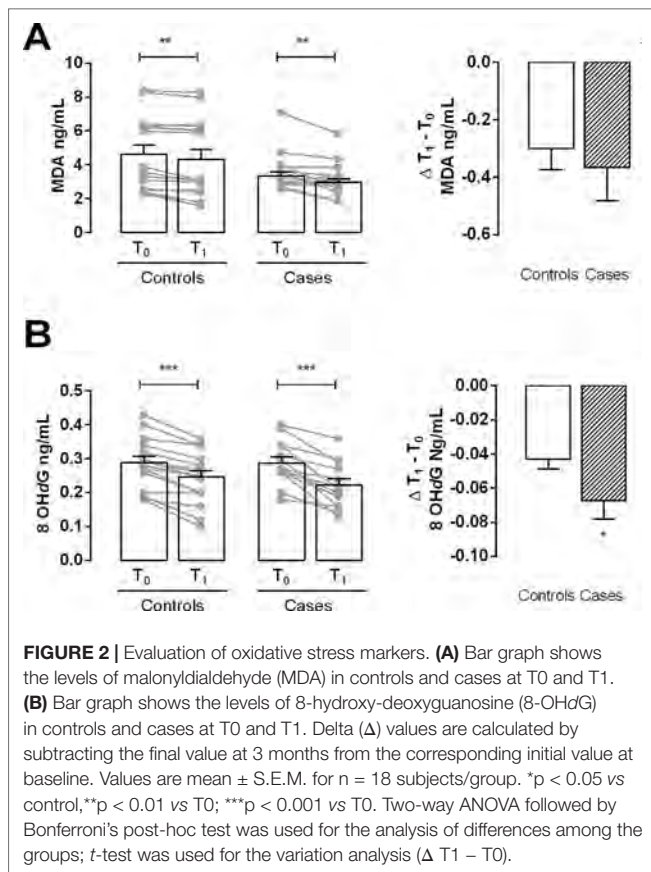 A
** **
10
8
6
4
2
0
MDA ng/mL
T0 T1 T0 T1
Controls Cases
0.0
-0.2
-0.4
-0.6
Δ T1 - T0
MDA ng/mL
Controls Cases
B
*** ***
0.5
0.4
0.3
0.2
0.1
0.0
8 OHdG ng/mL
T0 T1 T0 T1
Controls Cases
0.00
-0.02
-0.04
-0.06
-0.08
-0.10
Δ T1 - T0
8 OHdG Ng/mL
*
Controls Cases
FIGURE 2 | Evaluation of oxidative stress markers. (A) Bar graph shows
the levels of malonyldialdehyde (MDA) in controls and cases at T0 and T1.
(B) Bar graph shows the levels of 8-hydroxy-deoxyguanosine (8-OHdG)
in controls and cases at T0 and T1. Delta (Δ) values are calculated by
subtracting the final value at 3 months from the corresponding initial value at
baseline. Values are mean ± S.E.M. for n = 18 subjects/group. *p < 0.05 vs
control,**p < 0.01 vs T0; ***p < 0.001 vs T0. Two-way ANOVA followed by
Bonferroni’s post-hoc test was used for the analysis of differences among the
groups; t-test was used for the variation analysis (Δ T1 – T0).